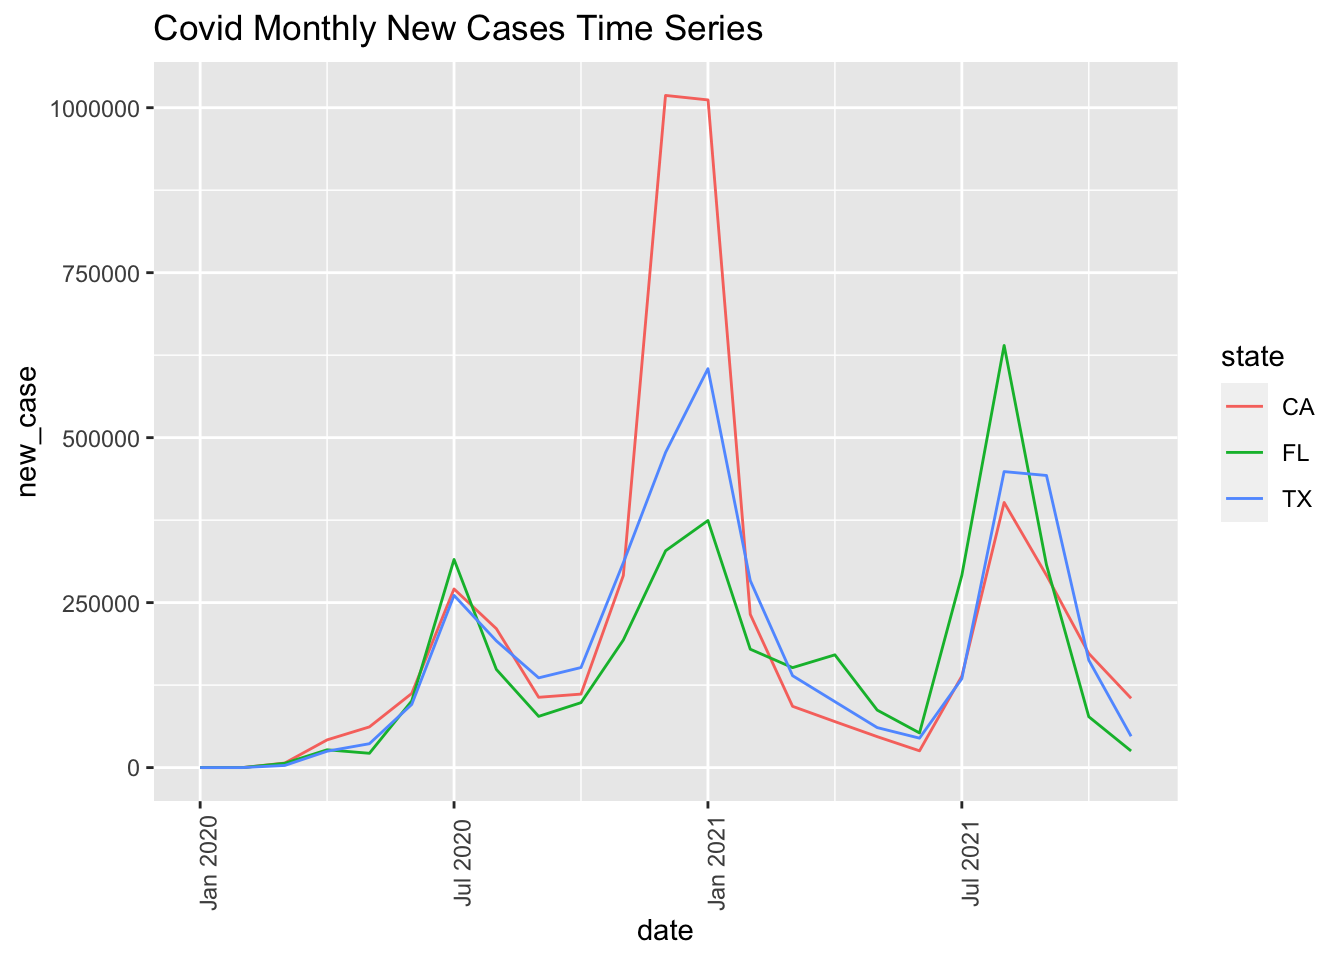 Covid Monthly New Cases Time Series
new_case
1000000
750000
500000
250000
0
Jan 2020
Jul 2020
Jan 2021
Jul 2021
date
state
CA
FL
TX